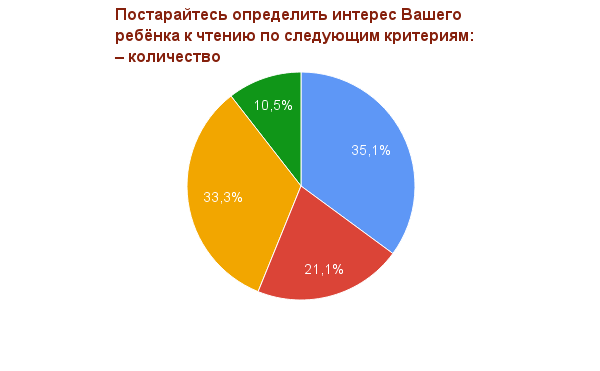 Постарайтесь определить интерес Вашего
ребёнка к чтению по следующим критериям:
– количество
10,5%
35,1%
33,3%
21,1%